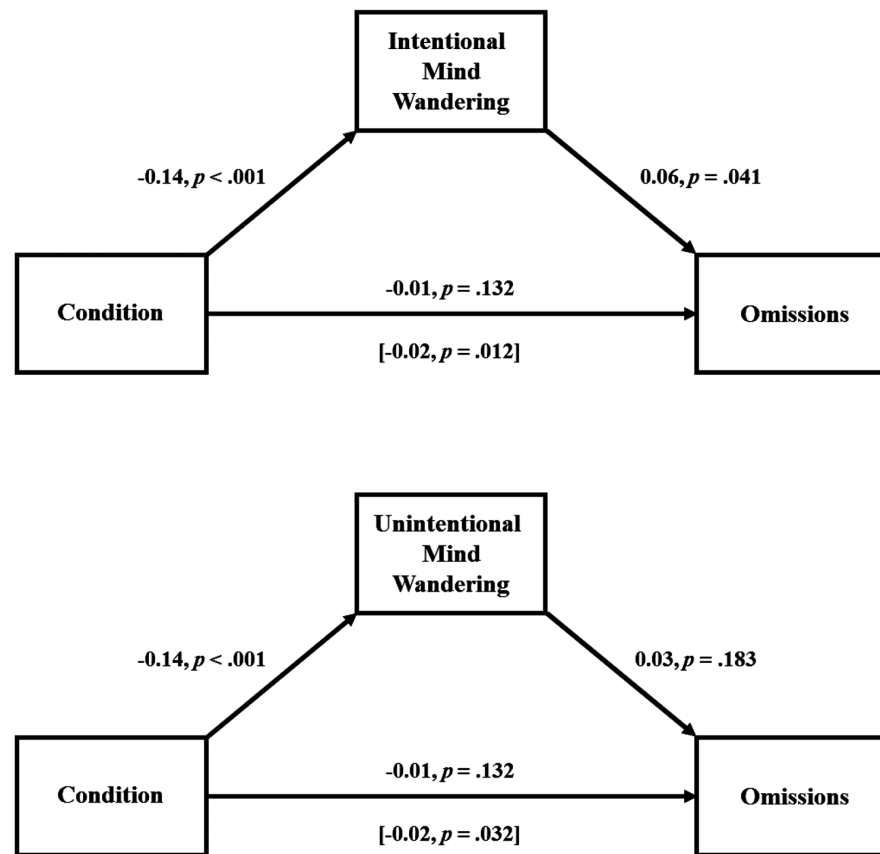 Intentional
Mind
Wandering
-0.14, p < .001
0.06, p = .041
Condition
-0.01, p = .132
Omissions
[-0.02, p = .012]
Unintentional
Mind
Wandering
-0.14, p < .001
0.03, p = .183
Condition
-0.01, p = .132
Omissions
[-0.02, p = .032]